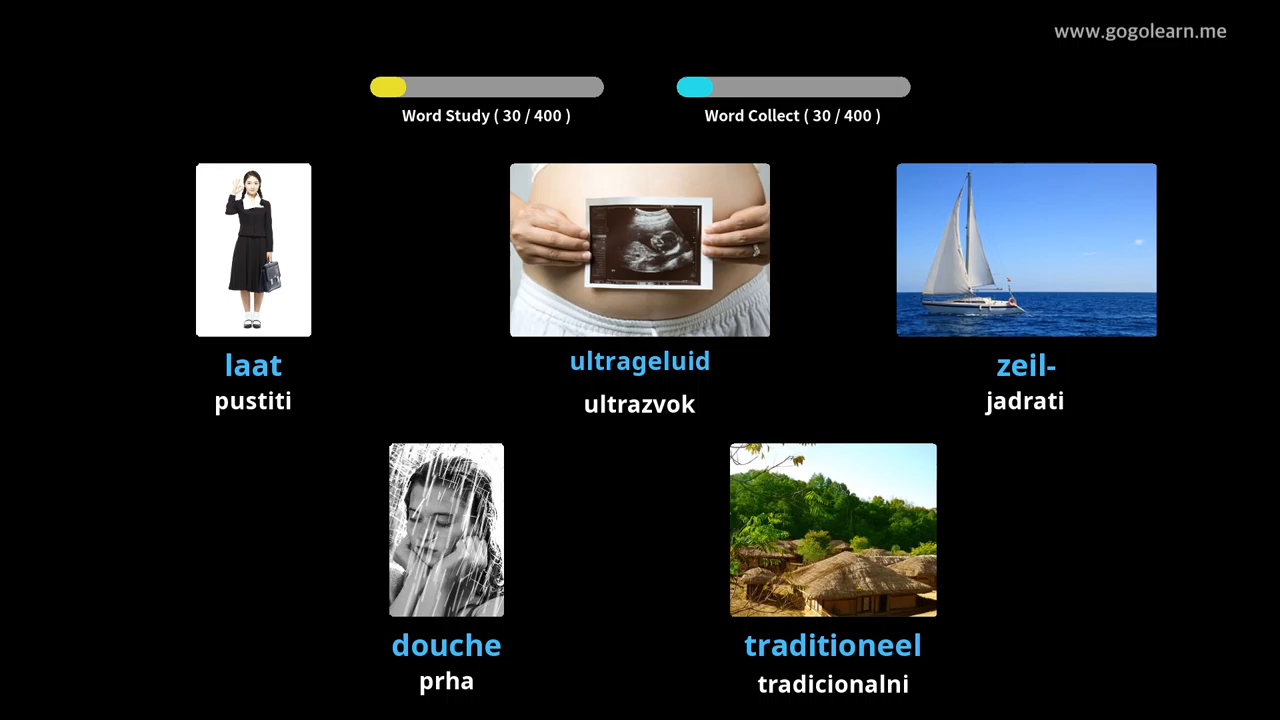 www.gogolearn.me
Word Study ( 30 / 400 )
Word Collect ( 30 / 400 )
laat
pustiti
ultrageluid
ultrazvok
zeil-
jadrati
douche
prha
traditioneel
tradicionalni